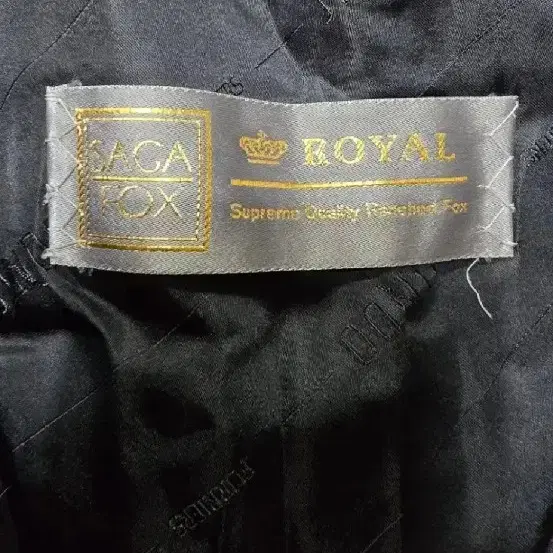 SAGA
FOX
ROYAL
Supreme Quality Ranched Fox